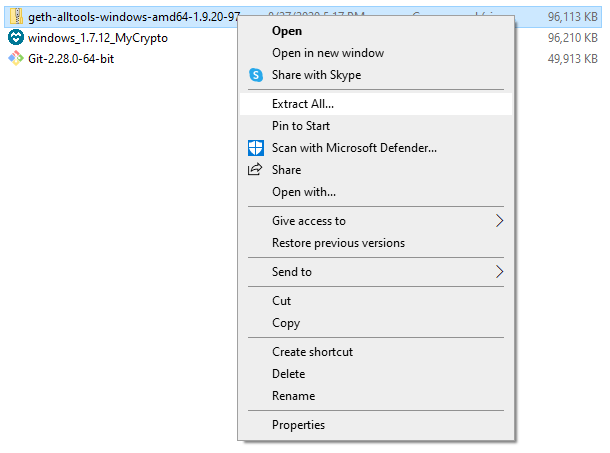 geth-alltools-windows-amd64-1.9.20-97
96,113 KB
windows_1.7.12_MyCrypto
96,210 KB
Git-2.28.0-64-bit
49,913 KB
Open
Open in new window
Share with Skype
Extract All...
Pin to Start
Scan with Microsoft Defender...
Share
Open with...
Give access to
Restore previous versions
Send to
Cut
Copy
Create shortcut
Delete
Rename
Properties